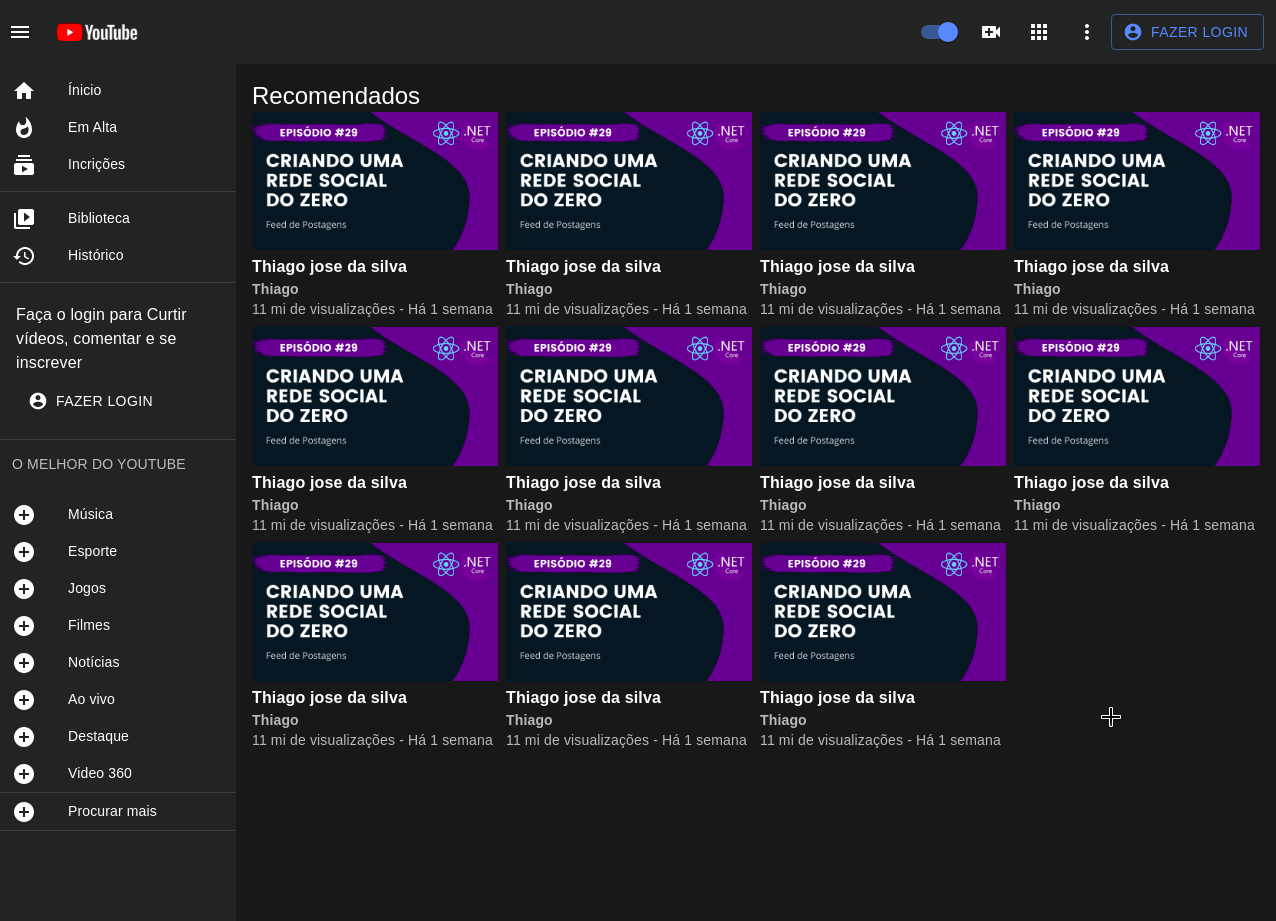 YouTube
FAZER LOGIN
Ínicio
Em Alta
Incrições
Biblioteca
Histórico
Faça o login para Curtir
vídeos, comentar e se
inscrever
FAZER LOGIN
O MELHOR DO YOUTUBE
Música
Esporte
Jogos
Filmes
Notícias
Ao vivo
Destaque
Video 360
Procurar mais
Recomendados
EPISÓDIO #29
.NET
Core
CRIANDO UMA
REDE SOCIAL
DO ZERO
Feed de Postagens
Thiago jose da silva
Thiago
11 mi de visualizações - Há 1 semana
EPISÓDIO #29
.NET
Core
CRIANDO UMA
REDE SOCIAL
DO ZERO
Feed de Postagens
Thiago jose da silva
Thiago
11 mi de visualizações - Há 1 semana
EPISÓDIO #29
.NET
Core
CRIANDO UMA
REDE SOCIAL
DO ZERO
Feed de Postagens
Thiago jose da silva
Thiago
11 mi de visualizações - Há 1 semana
EPISÓDIO #29
.NET
Core
CRIANDO UMA
REDE SOCIAL
DO ZERO
Feed de Postagens
Thiago jose da silva
Thiago
11 mi de visualizações - Há 1 semana
EPISÓDIO #29
.NET
Core
CRIANDO UMA
REDE SOCIAL
DO ZERO
Feed de Postagens
Thiago jose da silva
Thiago
11 mi de visualizações - Há 1 semana
EPISÓDIO #29
.NET
Core
CRIANDO UMA
REDE SOCIAL
DO ZERO
Feed de Postagens
Thiago jose da silva
Thiago
11 mi de visualizações - Há 1 semana
EPISÓDIO #29
.NET
Core
CRIANDO UMA
REDE SOCIAL
DO ZERO
Feed de Postagens
Thiago jose da silva
Thiago
11 mi de visualizações - Há 1 semana
EPISÓDIO #29
.NET
Core
CRIANDO UMA
REDE SOCIAL
DO ZERO
Feed de Postagens
Thiago jose da silva
Thiago
11 mi de visualizações - Há 1 semana
EPISÓDIO #29
.NET
Core
CRIANDO UMA
REDE SOCIAL
DO ZERO
Feed de Postagens
Thiago jose da silva
Thiago
11 mi de visualizações - Há 1 semana
EPISÓDIO #29
.NET
Core
CRIANDO UMA
REDE SOCIAL
DO ZERO
Feed de Postagens
Thiago jose da silva
Thiago
11 mi de visualizações - Há 1 semana
EPISÓDIO #29
.NET
Core
CRIANDO UMA
REDE SOCIAL
DO ZERO
Feed de Postagens
Thiago jose da silva
Thiago
11 mi de visualizações - Há 1 semana